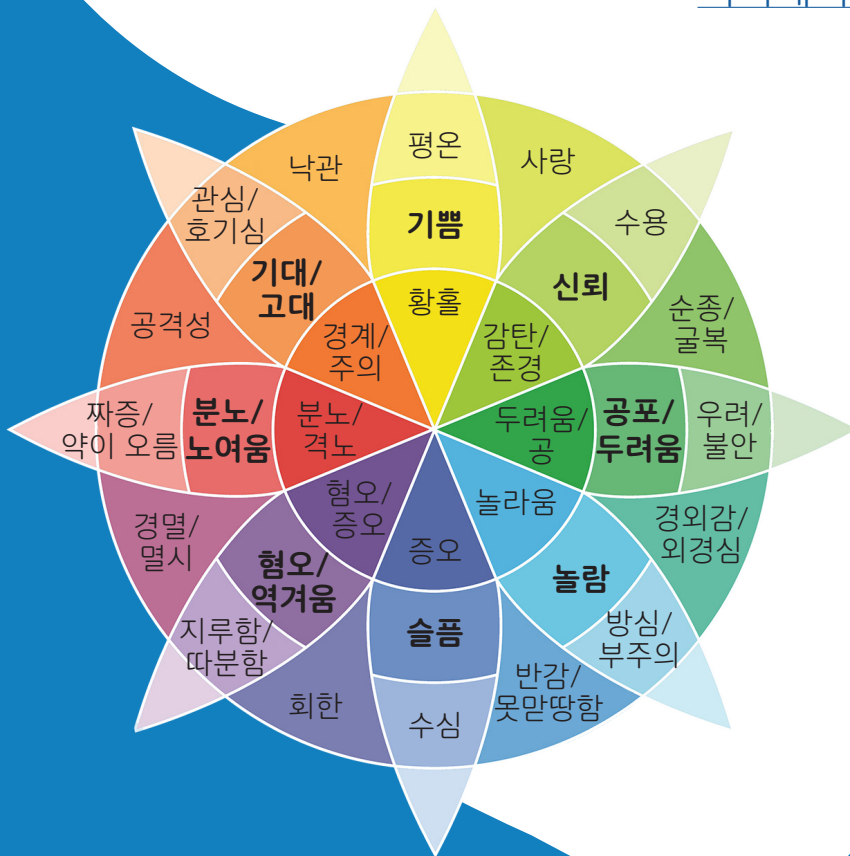 평온
낙관
사랑
관심/
호기심
수용
기쁨
기대/
고대
신뢰
황홀
순종/
굴복
공격성
경계/
주의
감탄/
존경
짜증/
약이 오름
분노/
노여움
분노/
격노
두려움/
공
공포/
두려움
우려/
불안
혐오/
증오
놀라움
경멸/
멸시
경외감/
외경심
증오
혐오/
역겨움
놀람
슬픔
지루함/
따분함
방심/
부주의
회한
수심
반감/
못맏땅함